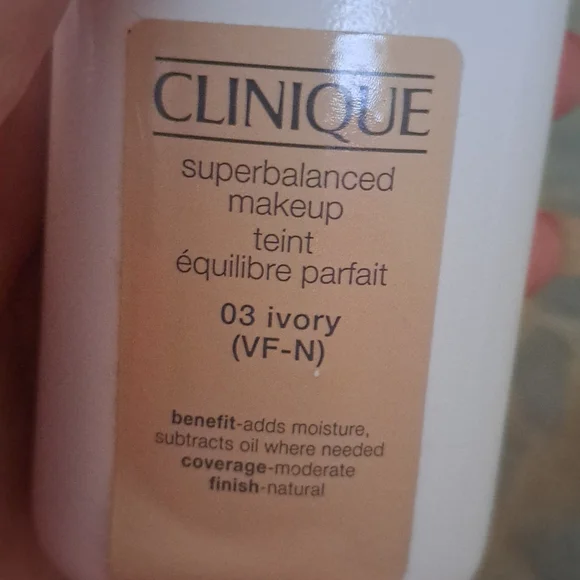 CLINIQUE
superbalanced
makeup
teint
équilibre parfait
03 ivory
(VF-N)
benefit-adds moisture,
subtracts oil where needed
coverage-moderate
finish-natural